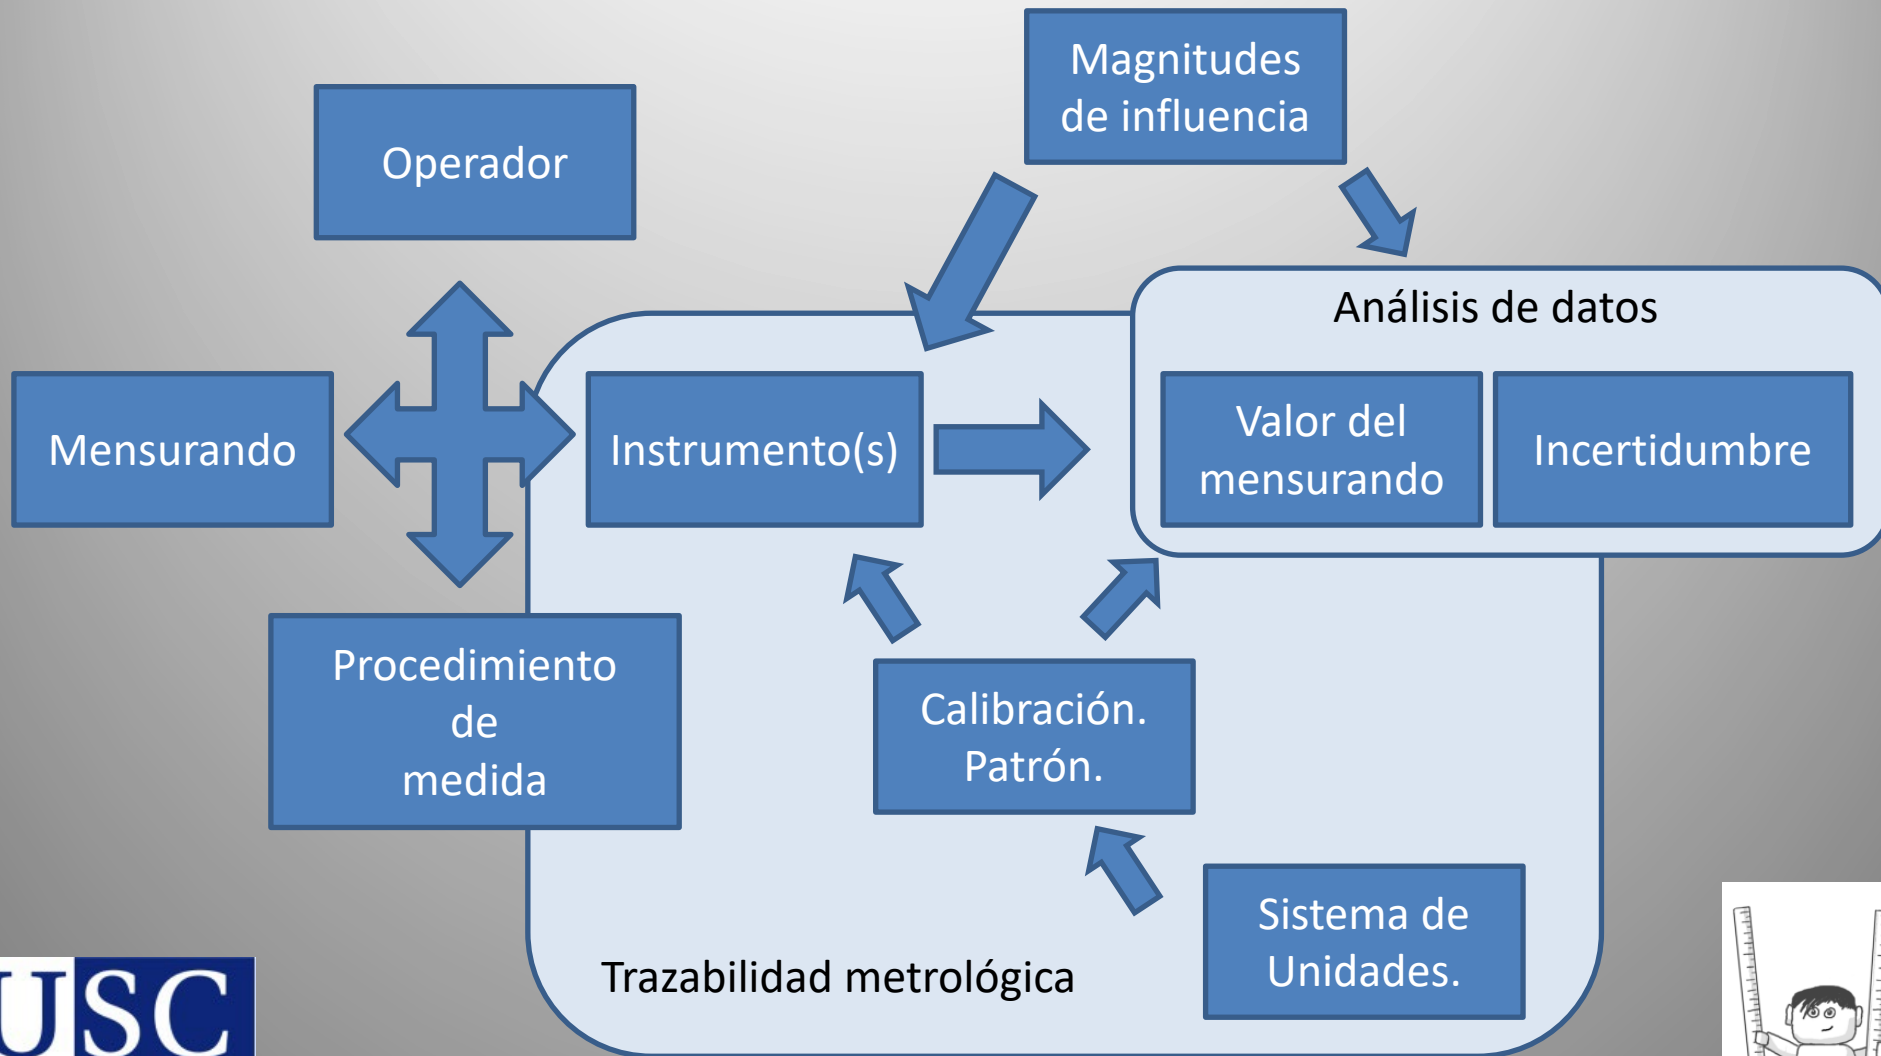 Magnitudes
de influencia
Operador
Análisis de datos
Mensurando
Instrumento(s)
Valor del
mensurando
Incertidumbre
Procedimiento
de
medida
Calibración.
Patrón.
Sistema de
Unidades.
Trazabilidad metrológica
USC